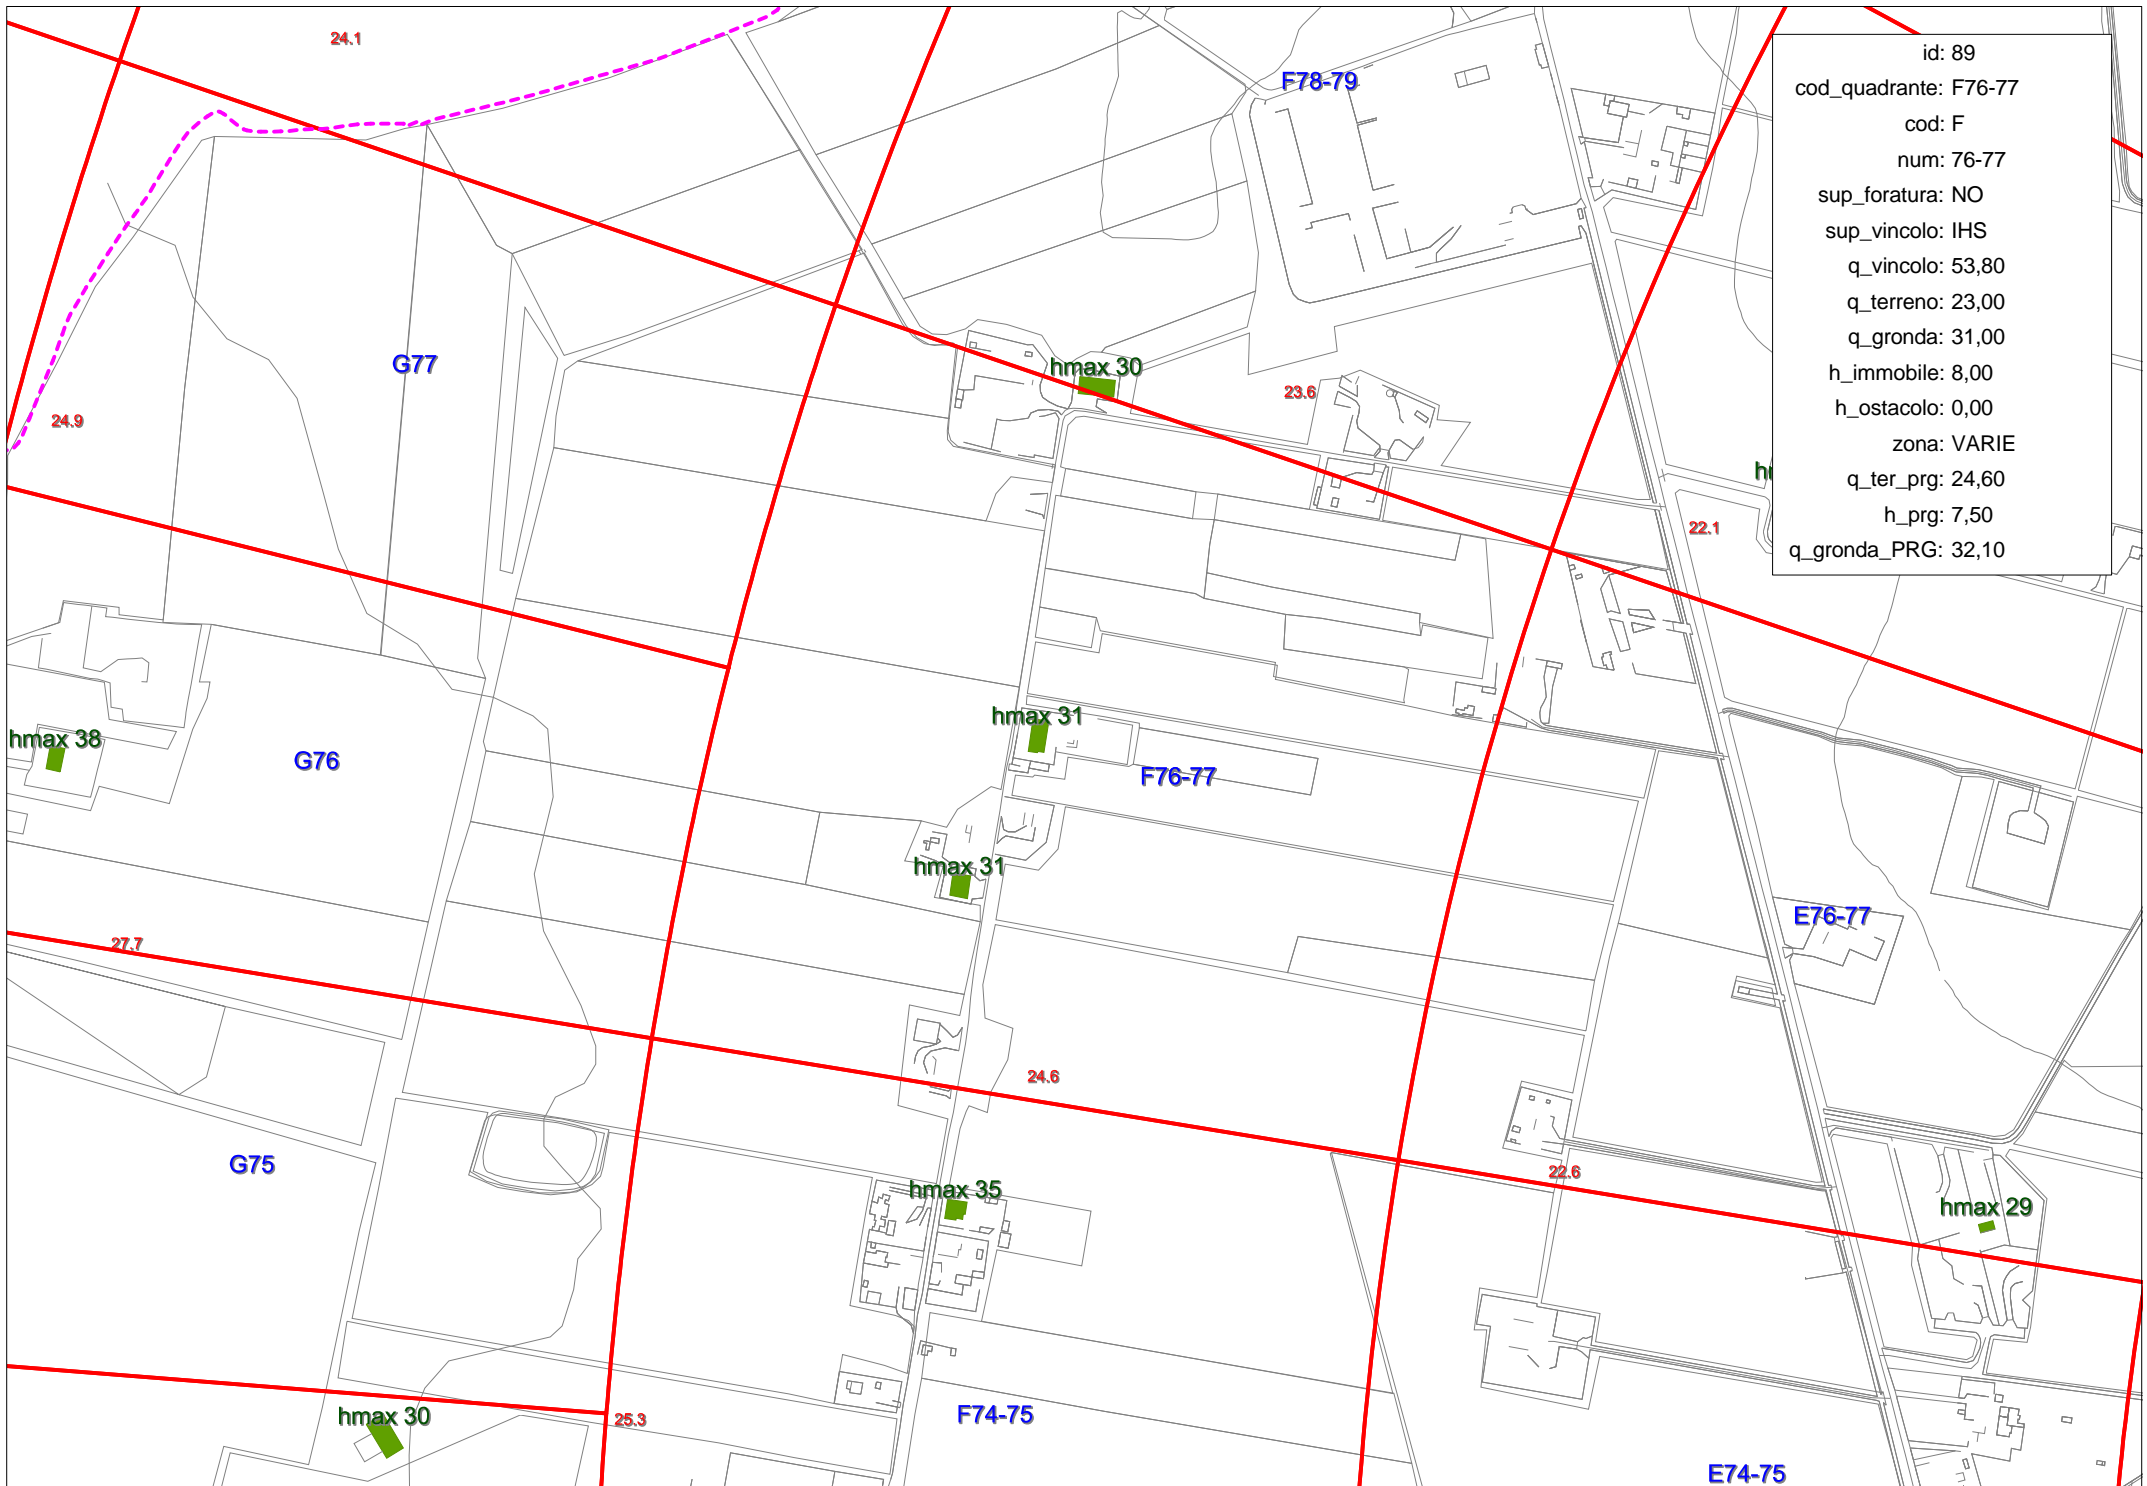 24.1
F78-79
id: 89
cod_quadrante: F76-77
cod: F
num: 76-77
sup_foratura: NO
sup_vincolo: IHS
q_vincolo: 53,80
q_terreno: 23,00
q_gronda: 31,00
h_immobile: 8,00
h_ostacolo: 0,00
zona: VARIE
q_ter_prg: 24,60
h_prg: 7,50
q_gronda_PRG: 32,10
G77
hmax 30
23.6
24.9
22.1
hmax 31
hmax 38
G76
F76-77
hmax 31
E76-77
27.7
24.6
G75
22.6
hmax 35
hmax 29
hmax 30
25.3
F74-75
E74-75